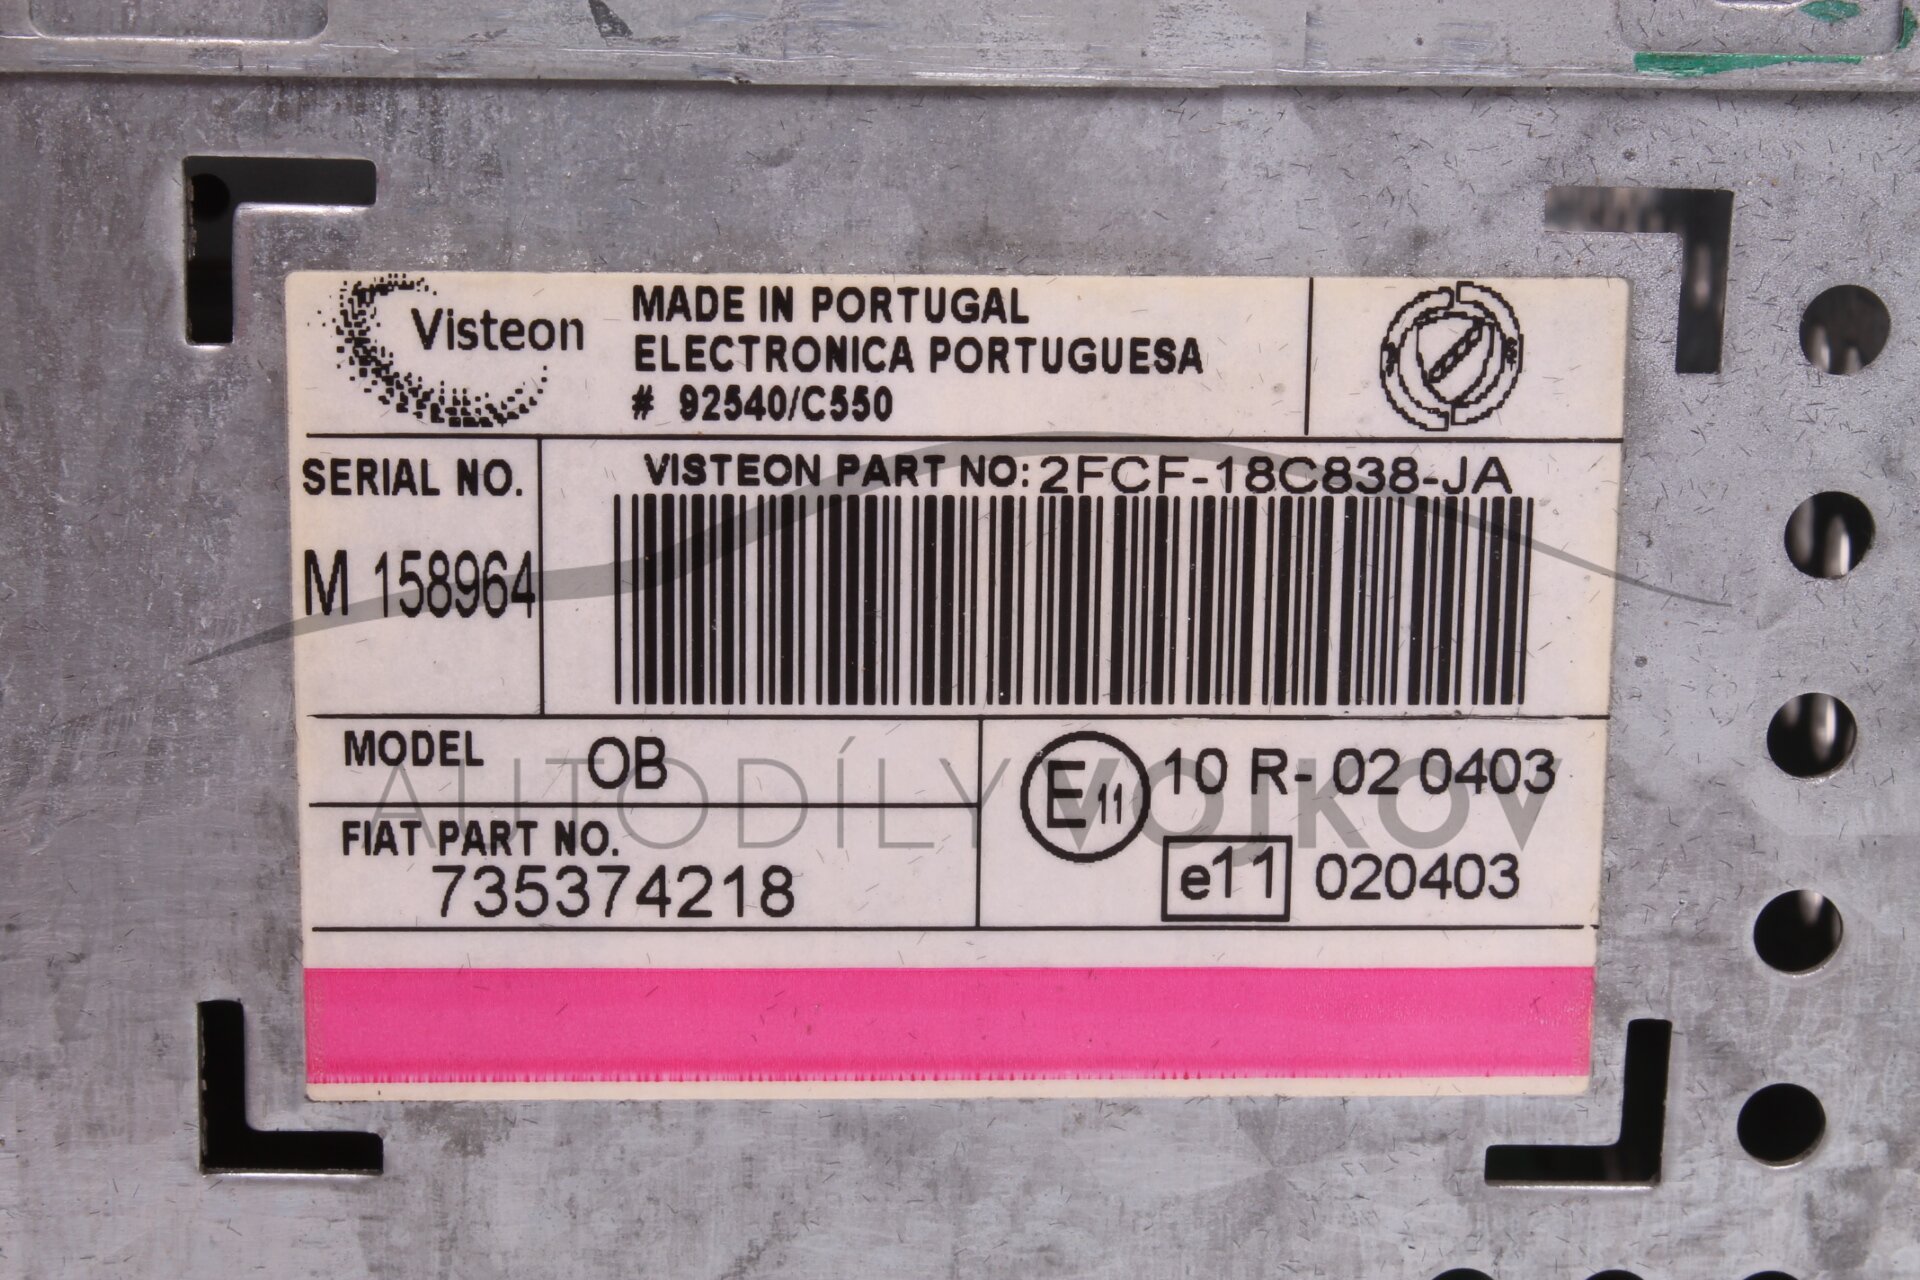 Visteon
MADE IN PORTUGAL
ELECTRONICA PORTUGUESA
# 92540/C550
SERIAL NO.
M 158964
VISTEON PART NO: 2FCF-18C838-JA
MODEL OB
FIAT PART NO.
735374218
E 11 10 R- 02 0403
e11 020403
AUTODÍLY VOJKOV